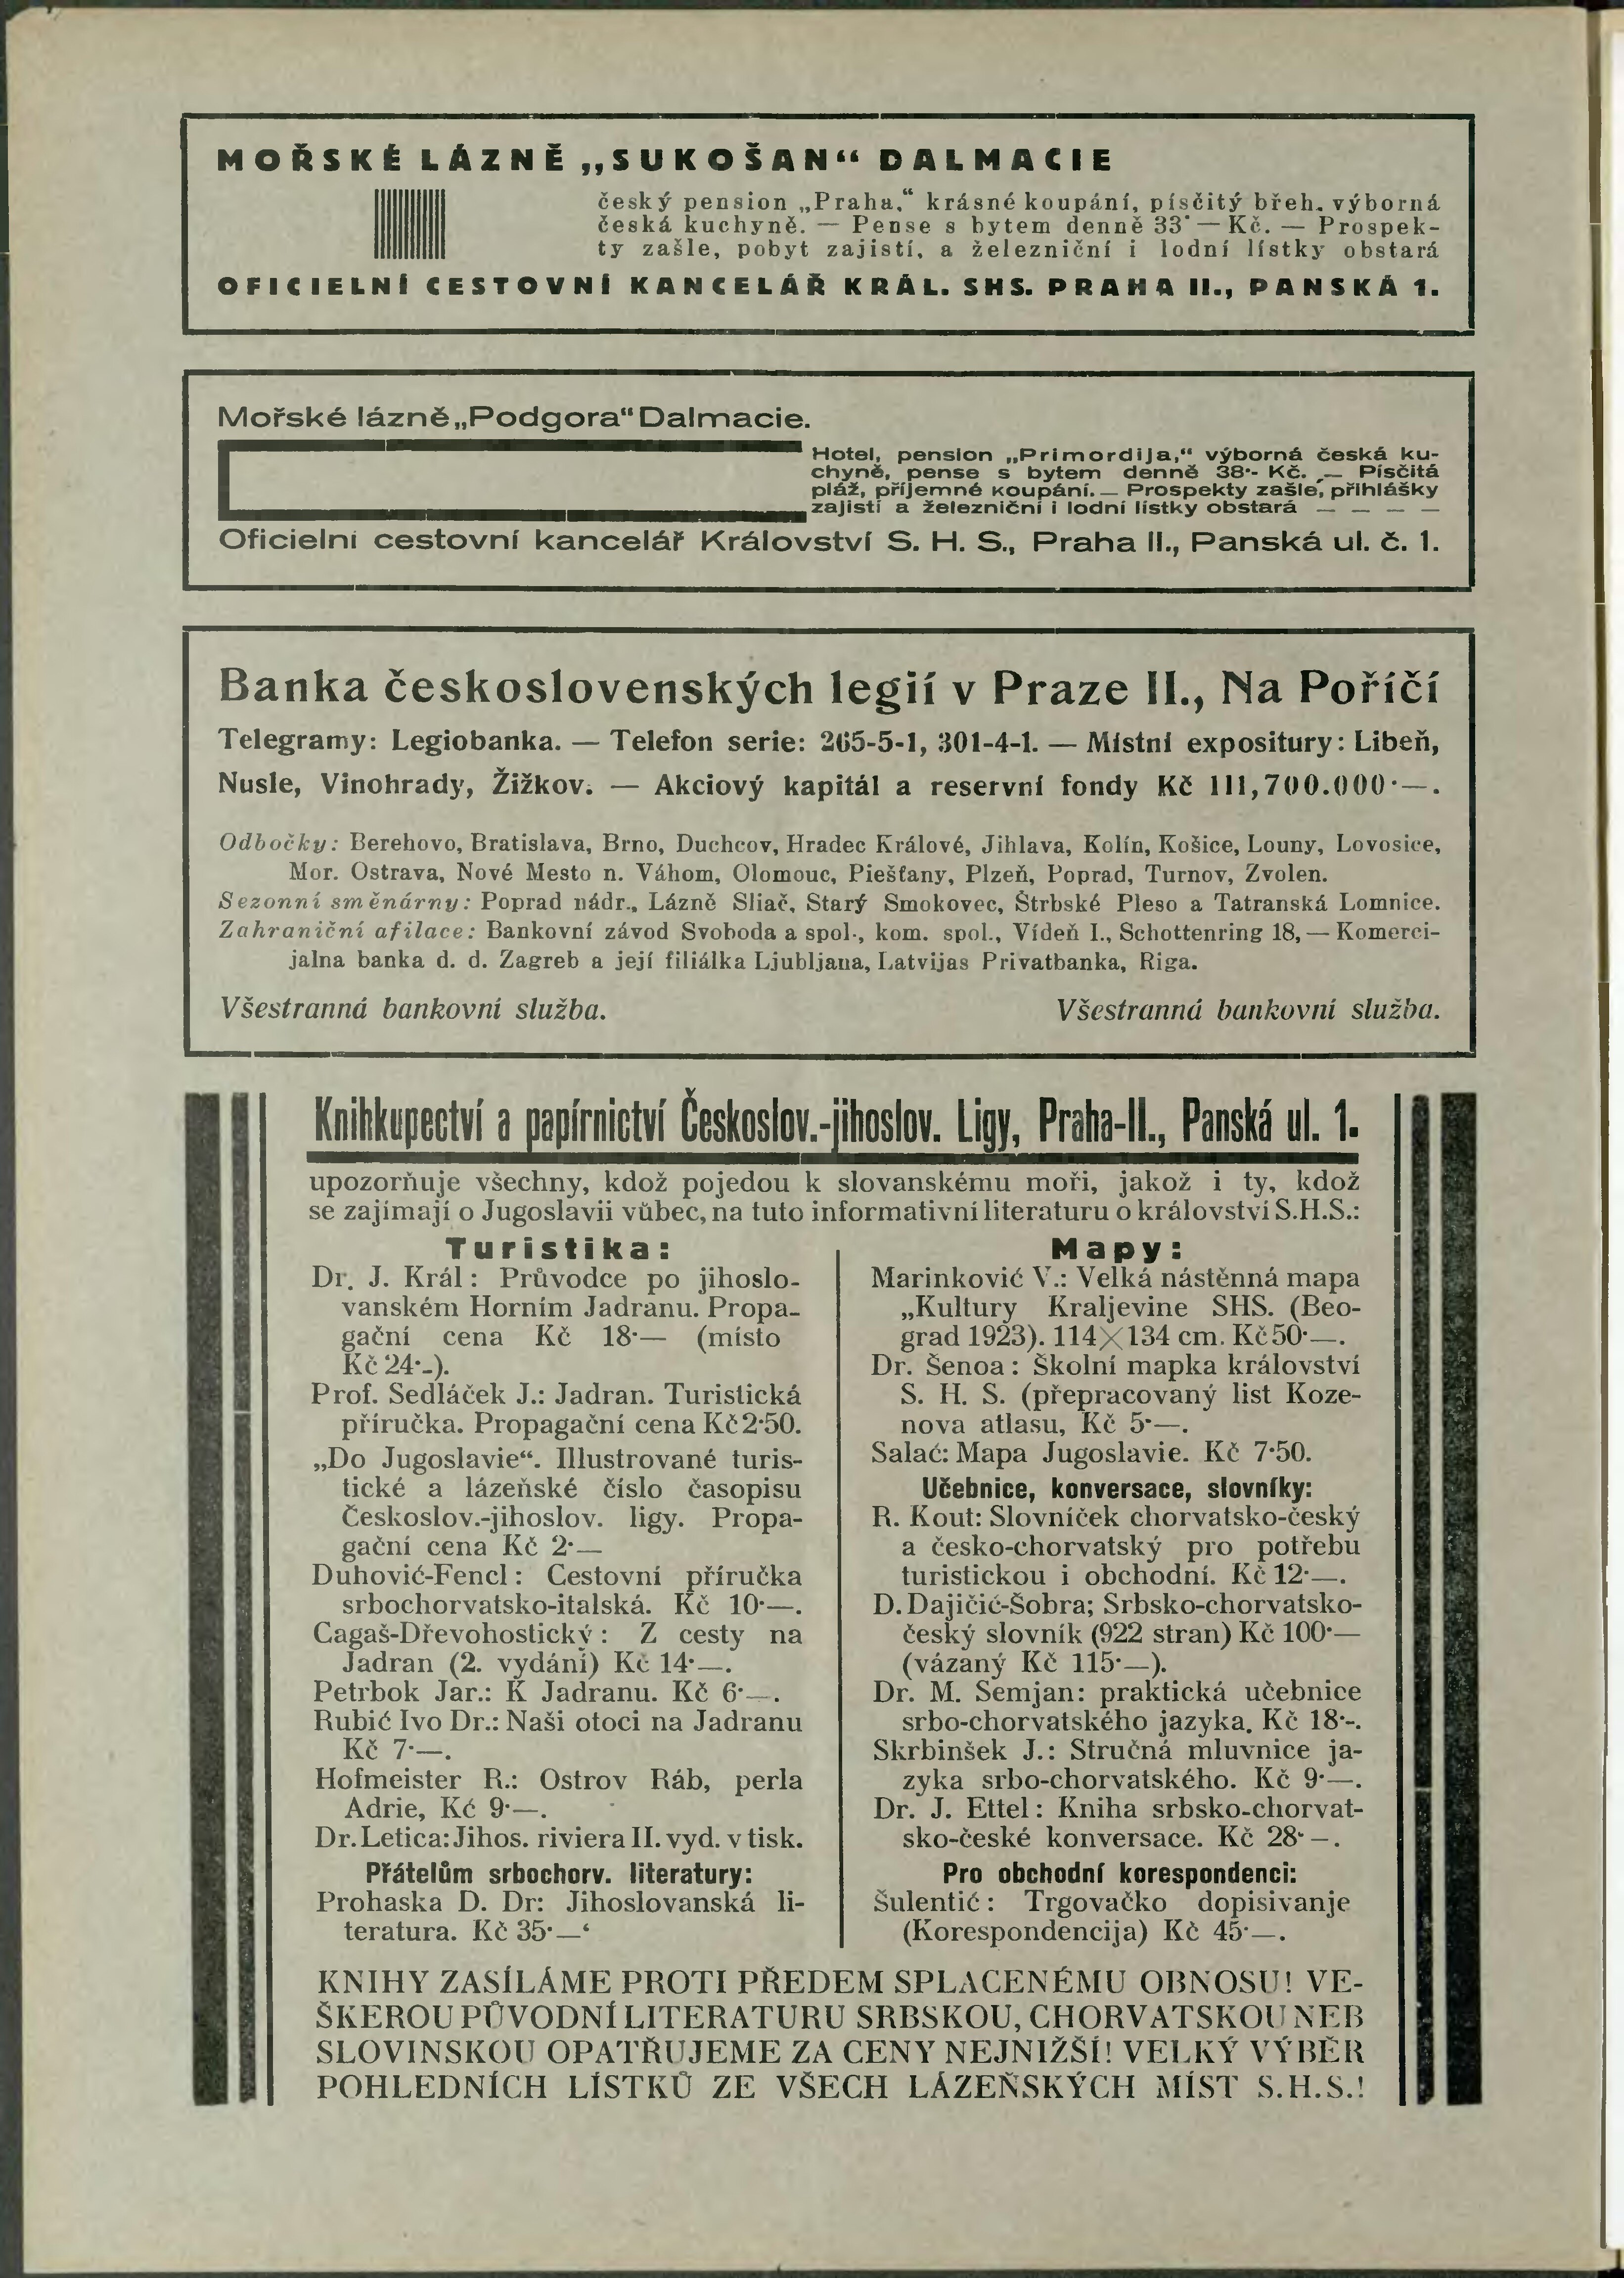 MOŘSKÉ LÁZNĚ „SUKOŠAN“ DALMACIE
český pension „Praha,“ krásné koupání, písčitý břeh, výborná
česká kuchyně. — Pense s bytem denně 33·— Kč. — Prospek-
ty zašle, pobyt zajistí, a železniční i lodní lístky obstará
OFICIELNÍ CESTOVNÍ KANCELÁŘ KRÁL. SHS. PRAHA II., PANSKÁ 1.
Mořské lázně „Podgora“ Dalmacie.
Hotel, pension „Primordija,“ výborná česká ku-
chyně, pense s bytem denně 38·- Kč. — Písčitá
pláž, příjemné koupání. — Prospekty zašle, přihlášky
zajistí a železniční i lodní lístky obstará — — — —
Oficielní cestovní kancelář Království S. H. S., Praha II., Panská ul. č. 1.
Banka československých legií v Praze II., Na Poříčí
Telegramy: Legiobanka. — Telefon serie: 265-5-1, 301-4-1. — Místní expositury: Libeň,
Nusle, Vinohrady, Žižkov. — Akciový kapitál a reservní fondy Kč 111,700.000·—.
Odbočky: Berehovo, Bratislava, Brno, Duchcov, Hradec Králové, Jihlava, Kolín, Košice, Louny, Lovosice,
Mor. Ostrava, Nové Mesto n. Váhom, Olomouc, Piešťany, Plzeň, Poprad, Turnov, Zvolen.
Sezonní směnárny: Poprad nádr., Lázně Sliač, Starý Smokovec, Štrbské Pleso a Tatranská Lomnice.
Zahraniční afilace: Bankovní závod Svoboda a spol., kom. spol., Vídeň I., Schottenring 18, — Komerci-
jalna banka d. d. Zagreb a její filiálka Ljubljana, Latvijas Privatbanka, Riga.
Všestranná bankovní služba. Všestranná bankovní služba.
Knihkupectví a papírnictví Českoslov.-jihoslov. Ligy, Praha-II., Panská ul. 1.
upozorňuje všechny, kdož pojedou k slovanskému moři, jakož i ty, kdož
se zajímají o Jugoslavii vůbec, na tuto informativní literaturu o království S.H.S.:
Turistika:
Dr. J. Král: Průvodce po jihoslo-
vanském Horním Jadranu. Propa-
gační cena Kč 18·— (místo
Kč 24·-).
Prof. Sedláček J.: Jadran. Turistická
příručka. Propagační cena Kč 2·50.
„Do Jugoslavie“. Illustrované turis-
tické a lázeňské číslo časopisu
Českoslov.-jihoslov. ligy. Propa-
gační cena Kč 2·—
Duhović-Fencl: Cestovní příručka
srbochorvatsko-italská. Kč 10·—.
Cagaš-Dřevohostický: Z cesty na
Jadran (2. vydání) Kč 14·—.
Petrbok Jar.: K Jadranu. Kč 6·—.
Rubić Ivo Dr.: Naši otoci na Jadranu
Kč 7·—.
Hofmeister R.: Ostrov Ráb, perla
Adrie, Kč 9·—.
Dr. Letica: Jihos. riviera II. vyd. v tisk.
Přátelům srbochorv. literatury:
Prohaska D. Dr: Jihoslovanská li-
teratura. Kč 35·—‘
Mapy:
Marinković V.: Velká nástěnná mapa
„Kultury Kraljevine SHS. (Beo-
grad 1923). 114×134 cm. Kč 50·—.
Dr. Šenoa: Školní mapka království
S. H. S. (přepracovaný list Koze-
nova atlasu, Kč 5·—.
Salać: Mapa Jugoslavie. Kč 7·50.
Učebnice, konversace, slovníky:
R. Kout: Slovníček chorvatsko-český
a česko-chorvatský pro potřebu
turistickou i obchodní. Kč 12·—.
D. Dajičić-Šobra; Srbsko-chorvatsko-
český slovník (922 stran) Kč 100·—
(vázaný Kč 115·—).
Dr. M. Semjan: praktická učebnice
srbo-chorvatského jazyka. Kč 18·-.
Skrbinšek J.: Stručná mluvnice ja-
zyka srbo-chorvatského. Kč 9·—.
Dr. J. Ettel: Kniha srbsko-chorvat-
sko-české konversace. Kč 28·—.
Pro obchodní korespondenci:
Šulentić: Trgovačko dopisivanje
(Korespondencija) Kč 45·—.
KNIHY ZASÍLÁME PROTI PŘEDEM SPLACENÉMU OBNOSU! VE-
ŠKEROU PŮVODNÍ LITERATURU SRBSKOU, CHORVATSKOU NEB
SLOVINSKOU OPATŘUJEME ZA CENY NEJNIŽŠÍ! VELKÝ VÝBĚR
POHLEDNÍCH LÍSTKŮ ZE VŠECH LÁZEŇSKÝCH MÍST S.H.S.!